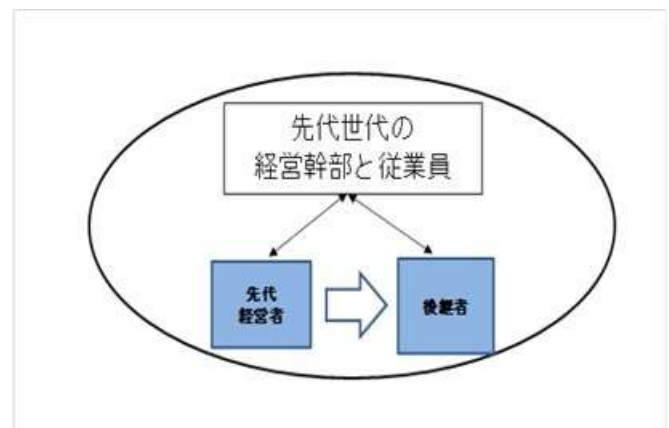 先代世代の
経営幹部と従業員
先代
経営者
後継者